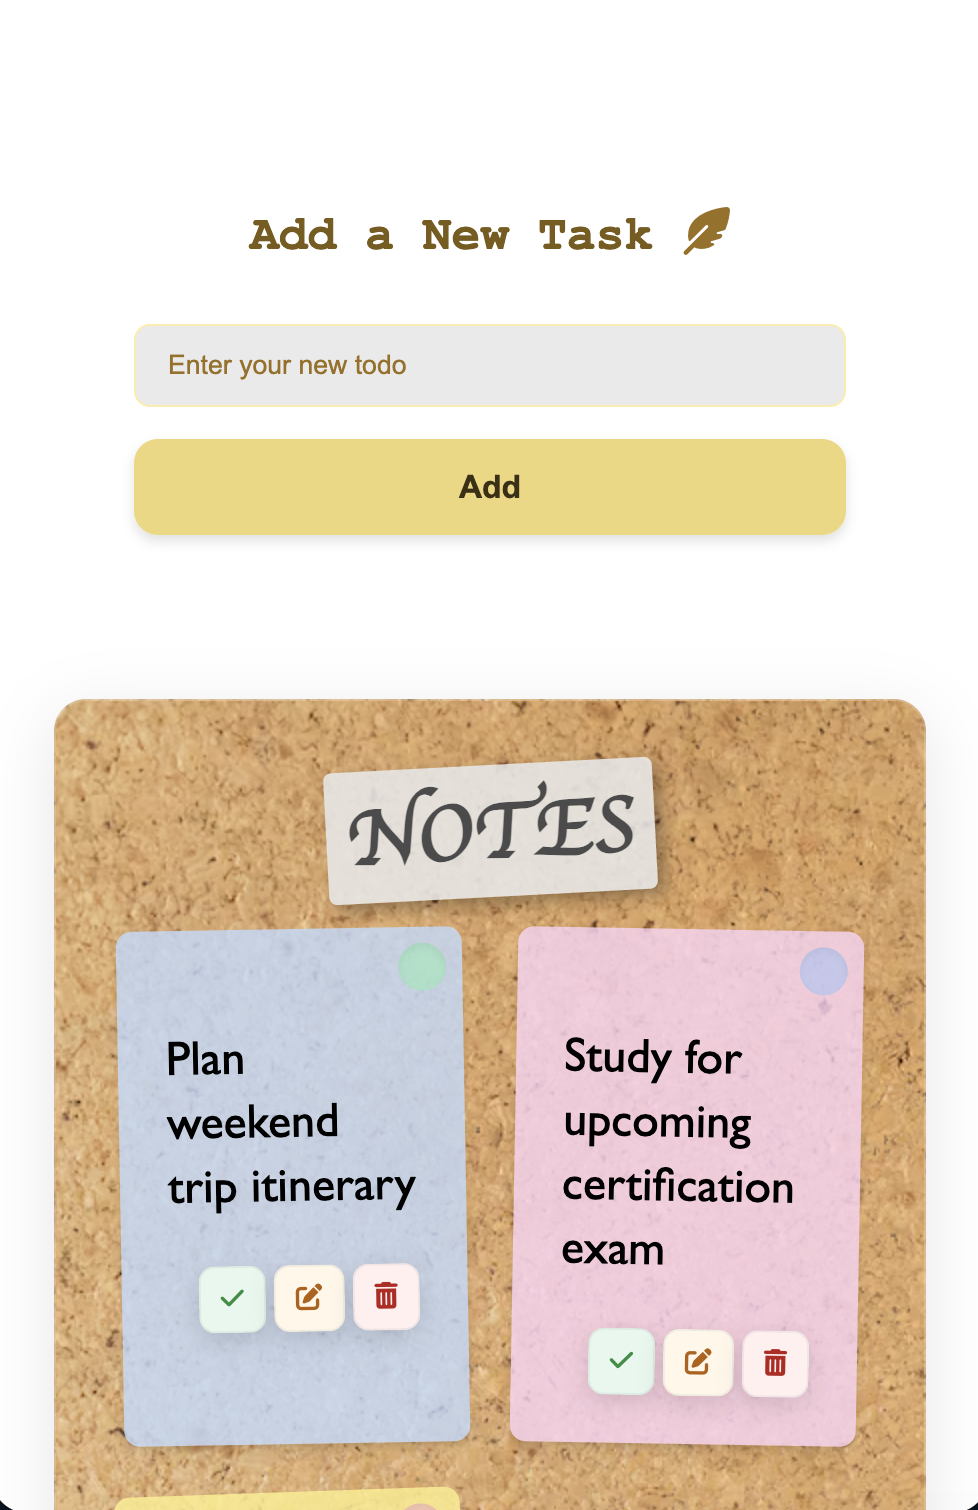 Add a New Task
Enter your new todo
Add
NOTES
Plan
weekend
trip itinerary
Study for
upcoming
certification
exam